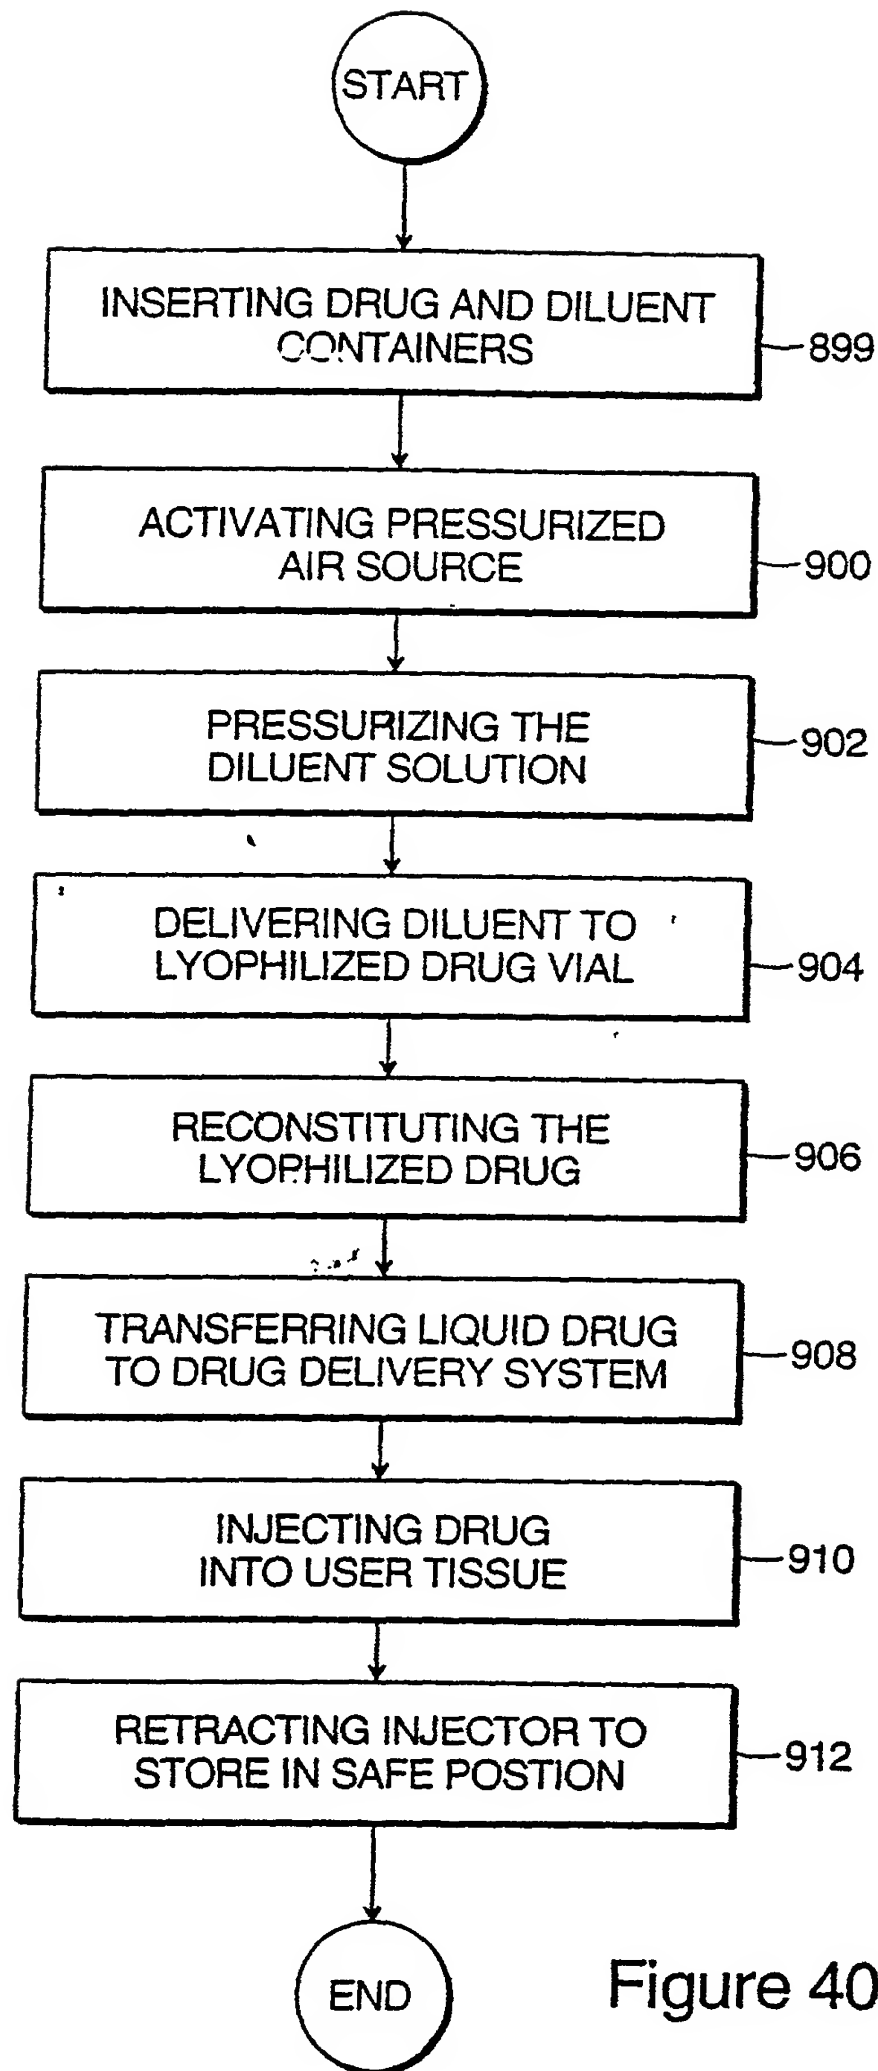 START
INSERTING DRUG AND DILUENT
CONTAINERS
899
ACTIVATING PRESSURIZED
AIR SOURCE
900
PRESSURIZING THE
DILUENT SOLUTION
902
DELIVERING DILUENT TO
LYOPHILIZED DRUG VIAL
904
RECONSTITUTING THE
LYOPHILIZED DRUG
906
TRANSFERRING LIQUID DRUG
TO DRUG DELIVERY SYSTEM
908
INJECTING DRUG
INTO USER TISSUE
910
RETRACTING INJECTOR TO
STORE IN SAFE POSTION
912
END
Figure 40